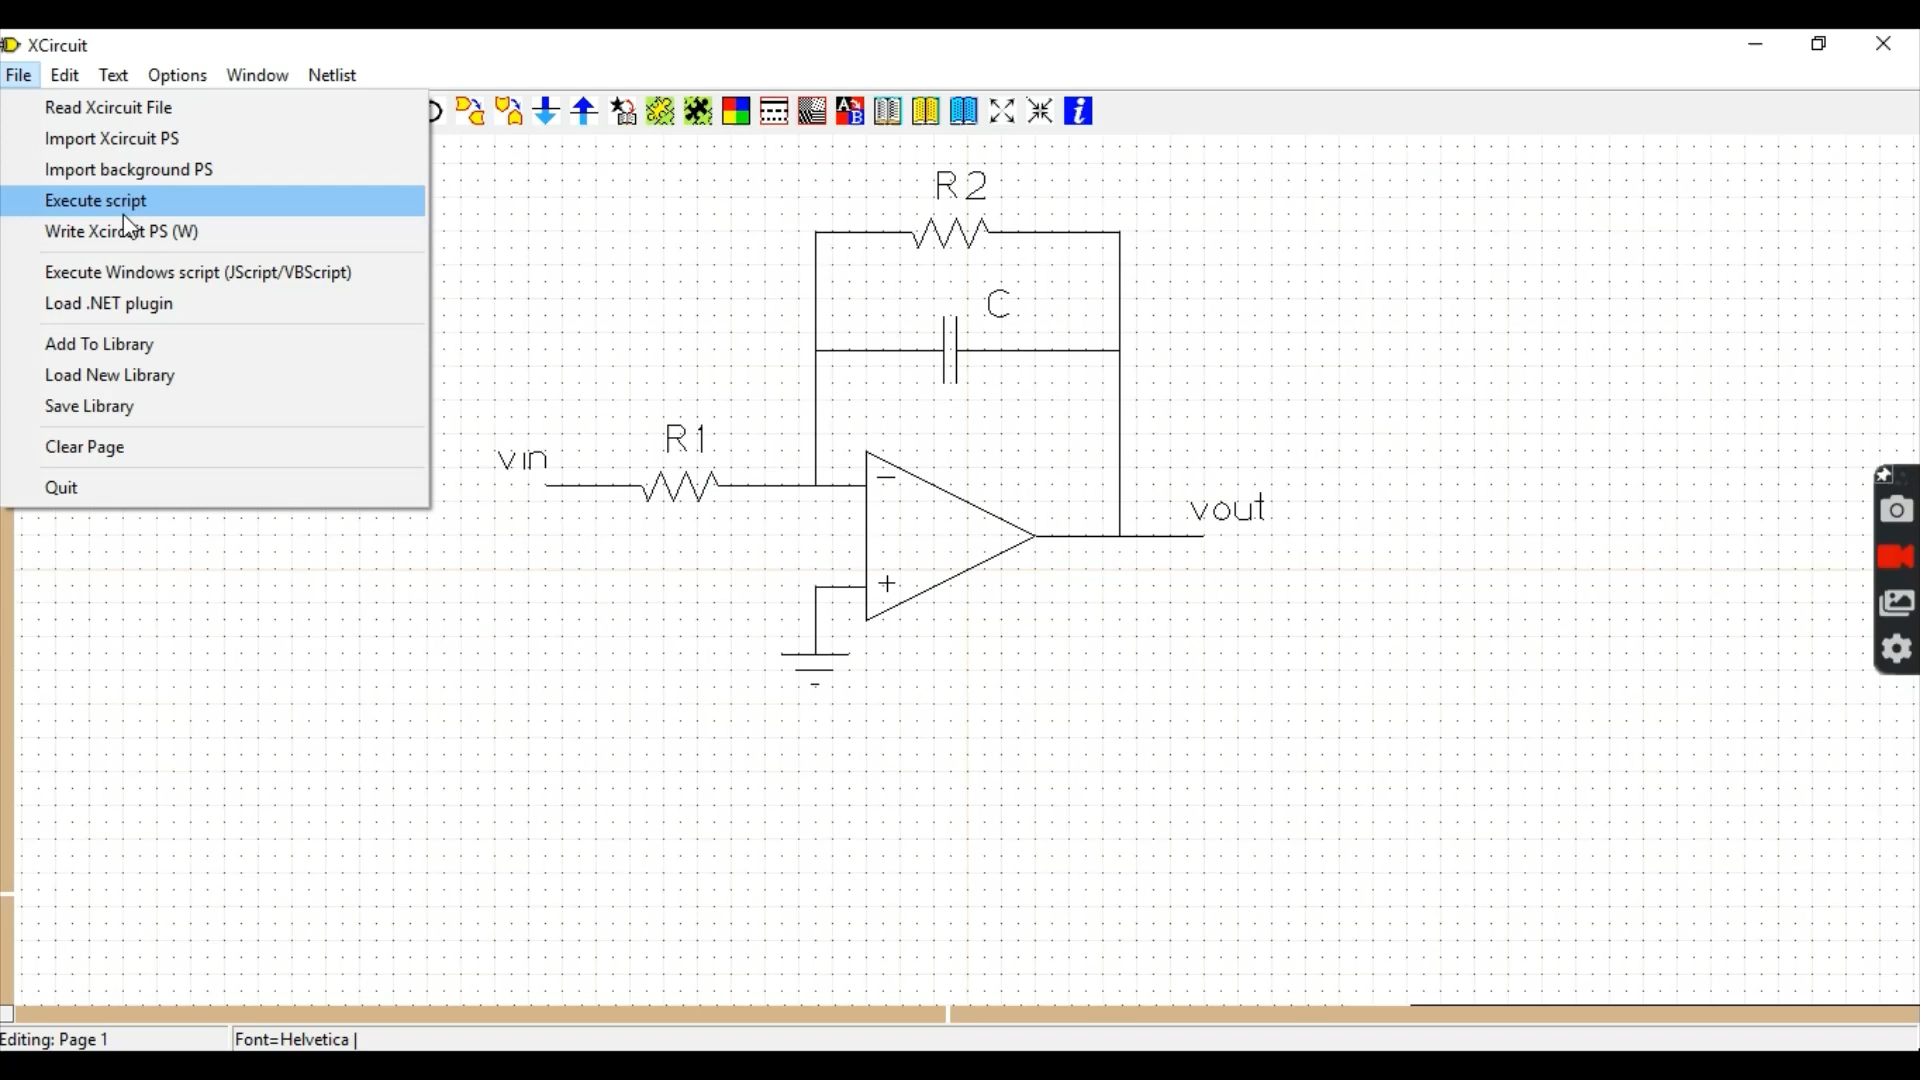 XCircuit
File Edit Text Options Window Netlist
Read Xcircuit File
Import Xcircuit PS
Import background PS
Execute script
Write Xcircuit PS (W)
Execute Windows script (JScript/VBScript)
Load .NET plugin
Add To Library
Load New Library
Save Library
Clear Page
Quit
A B
i
R2
C
R1
vin
−
vout
+
Editing: Page 1
Font=Helvetica |